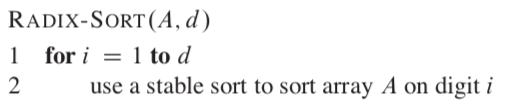 RADIX-SORT(A, d)
1 for i = 1 to d
2 use a stable sort to sort array A on digit i